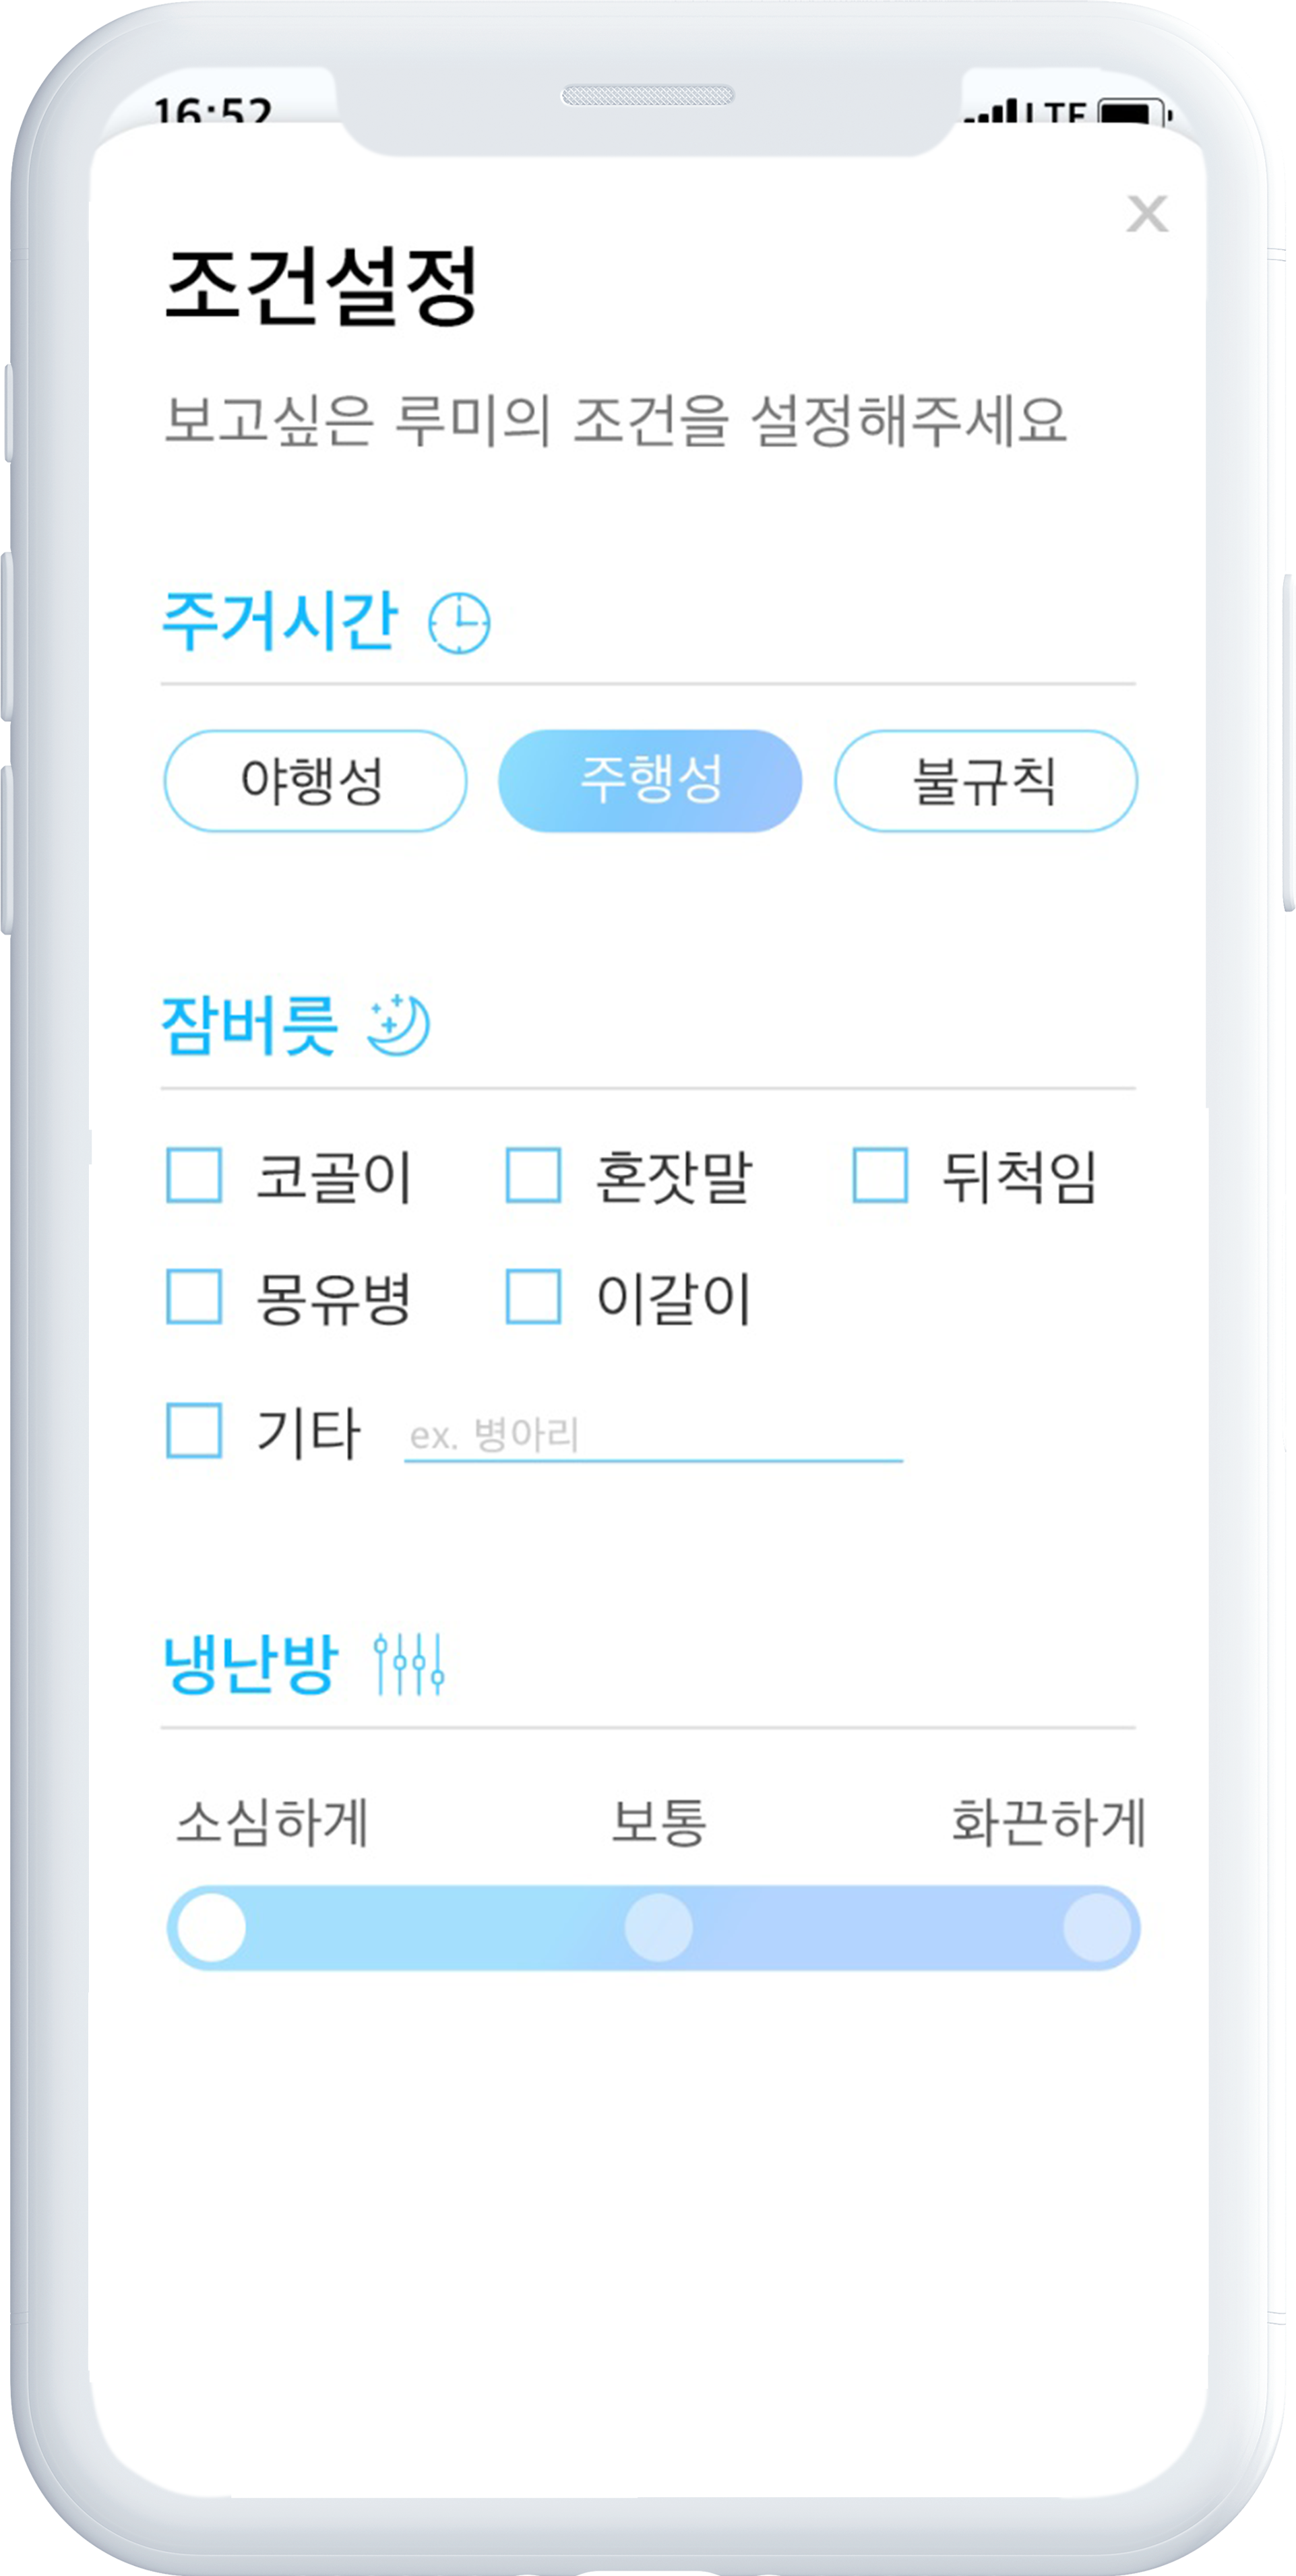 16:52 LTE
X
조건설정
보고싶은 루미의 조건을 설정해주세요
주거시간
야행성 주행성 불규칙
잠버릇
코골이 혼잣말 뒤척임
몽유병 이갈이
기타 ex. 병아리
냉난방
소심하게 보통 화끈하게